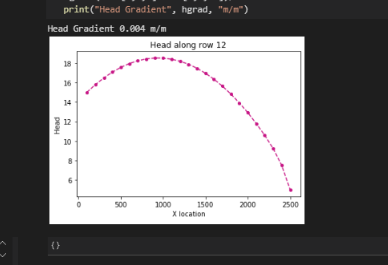 print("Head Gradient", hgrad, "m/m")
Head Gradient 0.004 m/m
Head along row 12
18
16
14
12
10
8
6
Head
0 500 1000 1500 2000 2500
X location
{}